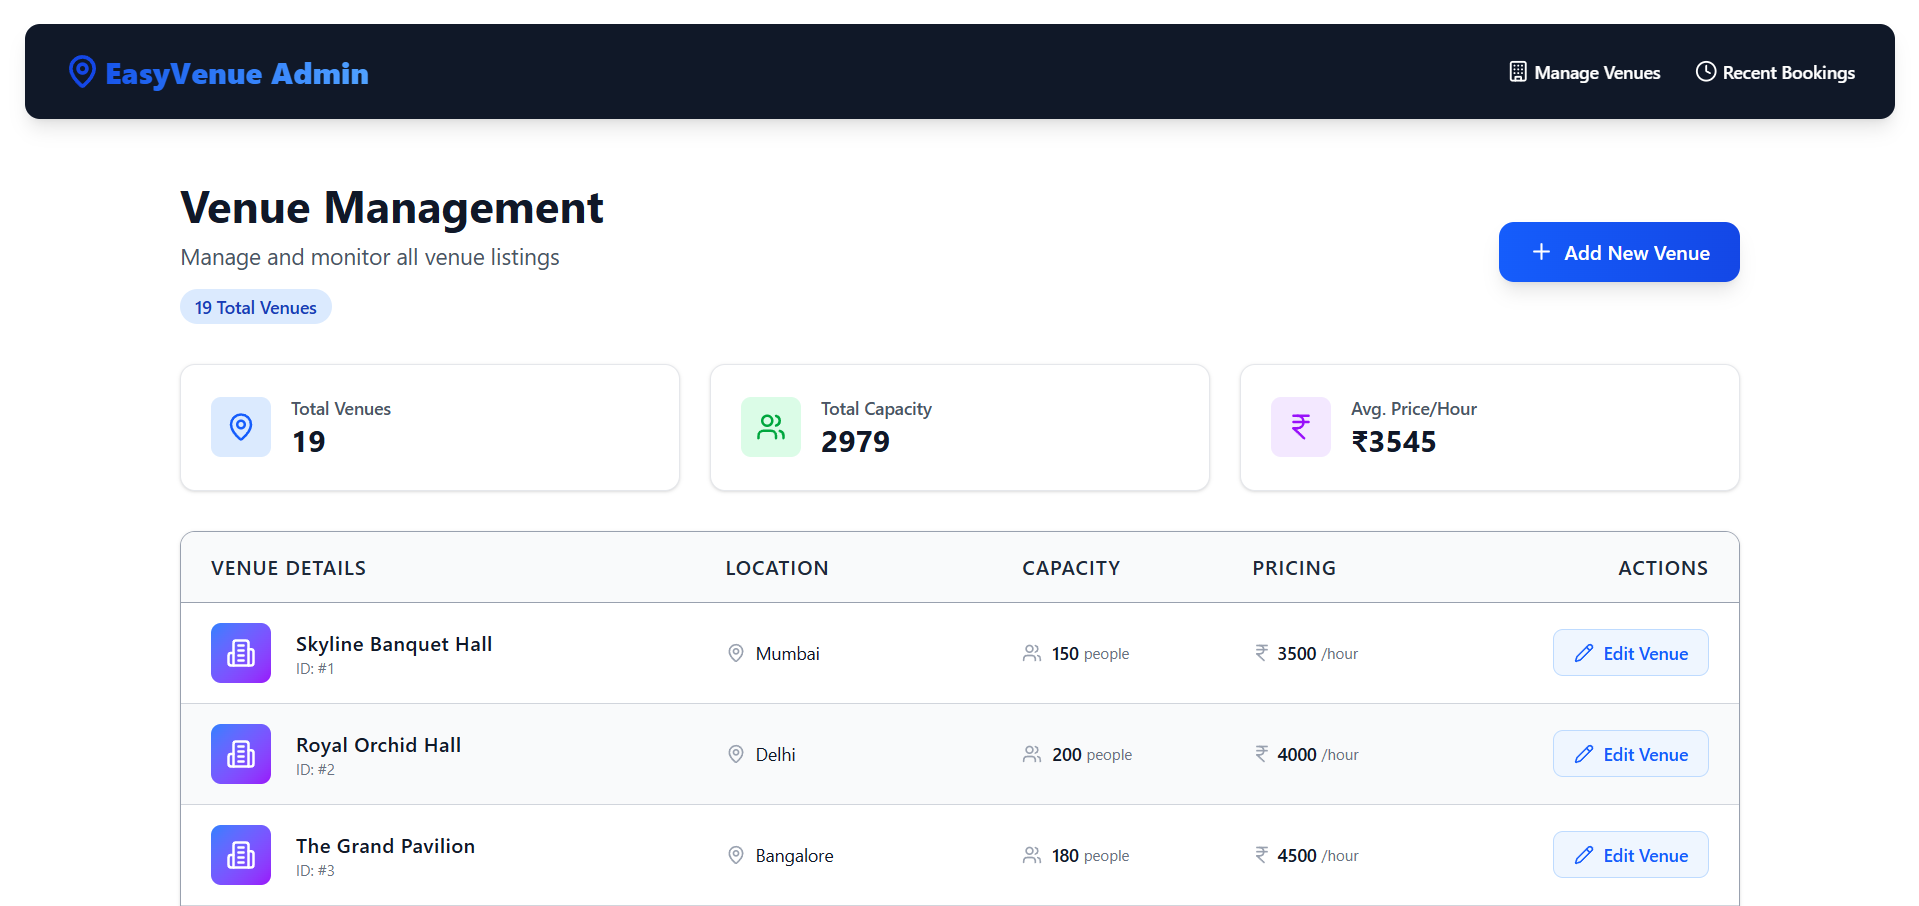 EasyVenue Admin
Manage Venues
Recent Bookings
Venue Management
Manage and monitor all venue listings
19 Total Venues
+ Add New Venue
Total Venues
19
Total Capacity
2979
₹
Avg. Price/Hour
₹3545
VENUE DETAILS LOCATION CAPACITY PRICING ACTIONS
Skyline Banquet Hall
ID: #1
Mumbai
150 people
₹ 3500 /hour
Edit Venue
Royal Orchid Hall
ID: #2
Delhi
200 people
₹ 4000 /hour
Edit Venue
The Grand Pavilion
ID: #3
Bangalore
180 people
₹ 4500 /hour
Edit Venue